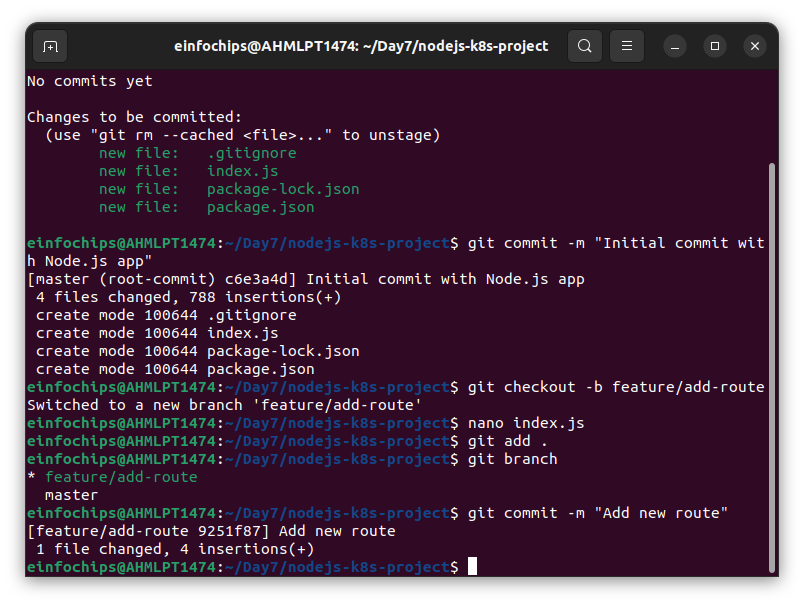 einfochips@AHMLPT1474: ~/Day7/nodejs-k8s-project
No commits yet
Changes to be committed:
  (use "git rm --cached <file>..." to unstage)
        new file:   .gitignore
        new file:   index.js
        new file:   package-lock.json
        new file:   package.json
einfochips@AHMLPT1474:~/Day7/nodejs-k8s-project$ git commit -m "Initial commit wit
h Node.js app"
[master (root-commit) c6e3a4d] Initial commit with Node.js app
 4 files changed, 788 insertions(+)
 create mode 100644 .gitignore
 create mode 100644 index.js
 create mode 100644 package-lock.json
 create mode 100644 package.json
einfochips@AHMLPT1474:~/Day7/nodejs-k8s-project$ git checkout -b feature/add-route
Switched to a new branch 'feature/add-route'
einfochips@AHMLPT1474:~/Day7/nodejs-k8s-project$ nano index.js
einfochips@AHMLPT1474:~/Day7/nodejs-k8s-project$ git add .
einfochips@AHMLPT1474:~/Day7/nodejs-k8s-project$ git branch
* feature/add-route
  master
einfochips@AHMLPT1474:~/Day7/nodejs-k8s-project$ git commit -m "Add new route"
[feature/add-route 9251f87] Add new route
 1 file changed, 4 insertions(+)
einfochips@AHMLPT1474:~/Day7/nodejs-k8s-project$